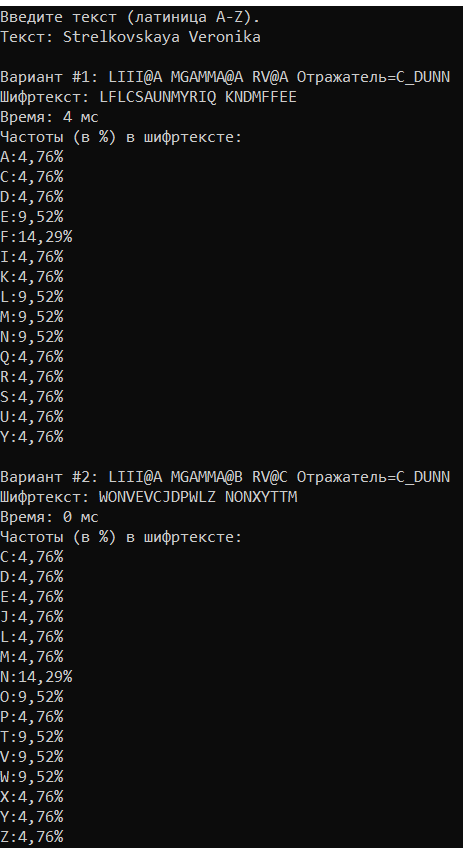 Введите текст (латиница A-Z).
Текст: Strelkovskaya Veronika
Вариант #1: LIII@A MGAMMA@A RV@A Отражатель=C_DUNN
Шифртекст: LFLCSAUNMYRIQ KNDMFFEE
Время: 4 мс
Частоты (в %) в шифртексте:
A:4,76%
C:4,76%
D:4,76%
E:9,52%
F:14,29%
I:4,76%
K:4,76%
L:9,52%
M:9,52%
N:9,52%
Q:4,76%
R:4,76%
S:4,76%
U:4,76%
Y:4,76%
Вариант #2: LIII@A MGAMMA@B RV@C Отражатель=C_DUNN
Шифртекст: WONVEVCJDPWLZ NONXYTTM
Время: 0 мс
Частоты (в %) в шифртексте:
C:4,76%
D:4,76%
E:4,76%
J:4,76%
L:4,76%
M:4,76%
N:14,29%
O:9,52%
P:4,76%
T:9,52%
V:9,52%
W:9,52%
X:4,76%
Y:4,76%
Z:4,76%